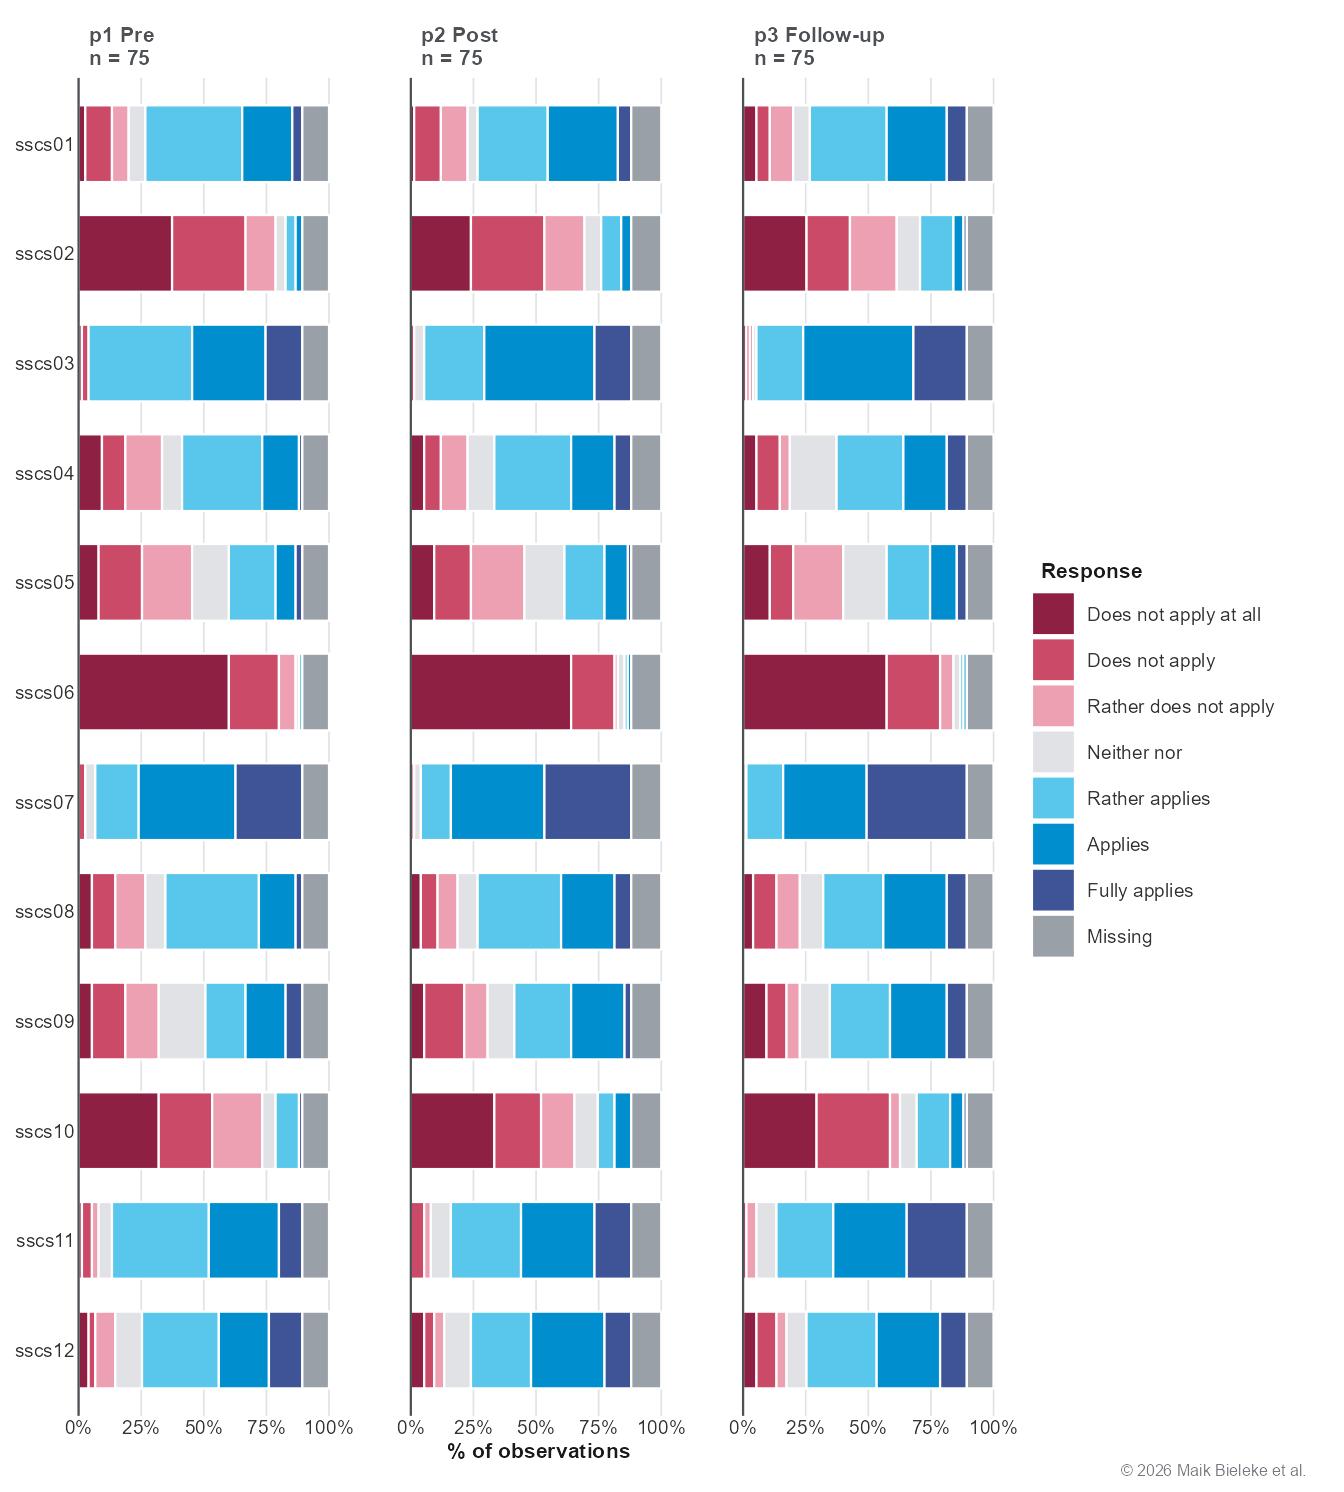 p1 Pre
n = 75
p2 Post
n = 75
p3 Follow-up
n = 75
sscs01
sscs02
sscs03
sscs04
sscs05
sscs06
sscs07
sscs08
sscs09
sscs10
sscs11
sscs12
0% 25% 50% 75% 100%
0% 25% 50% 75% 100%
0% 25% 50% 75% 100%
% of observations
Response
Does not apply at all
Does not apply
Rather does not apply
Neither nor
Rather applies
Applies
Fully applies
Missing
© 2026 Maik Bieleke et al.